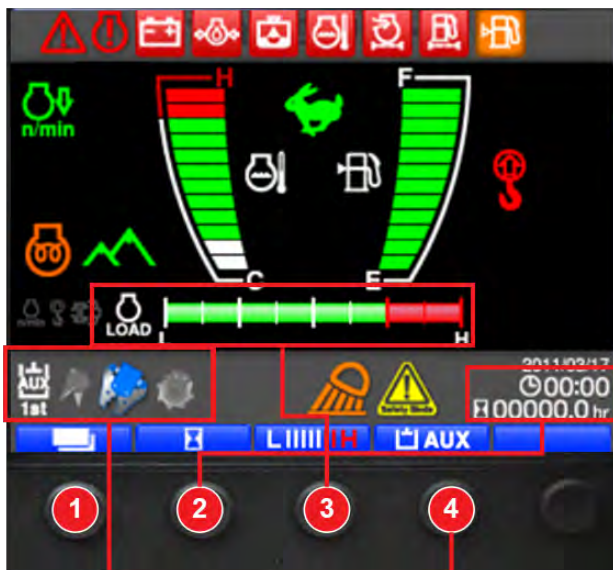 H
F
n/min
C
E
n/min
LOAD
L
H
AUX
1st
Safety Mode
2011/03/17
00:00
00000.0 hr
L H
AUX
1
2
3
4